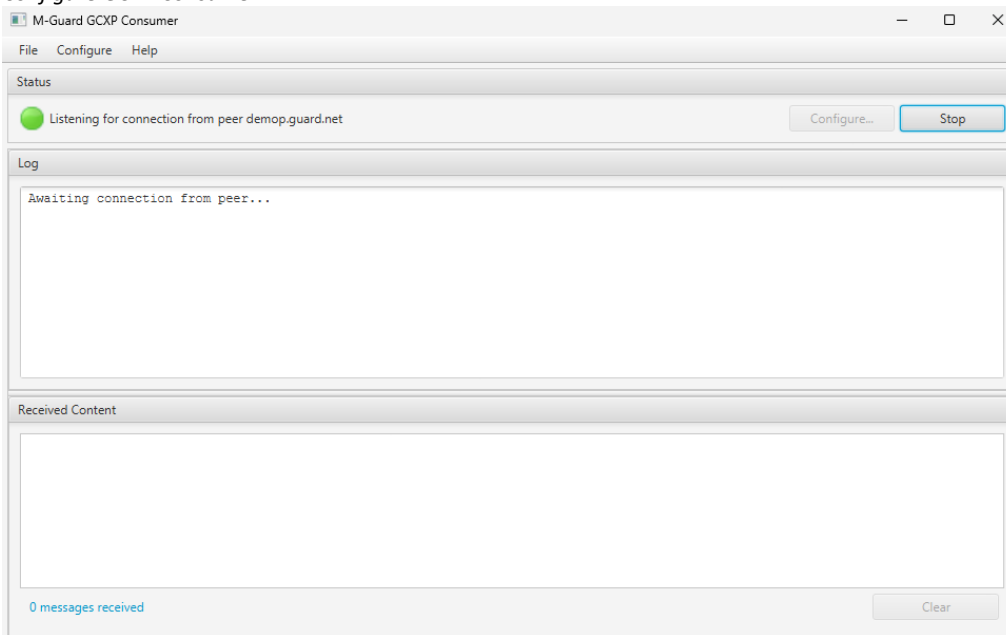 M-Guard GCXP Consumer
File Configure Help
Status
Listening for connection from peer demop.guard.net Configure... Stop
Log
Awaiting connection from peer...
Received Content
0 messages received Clear